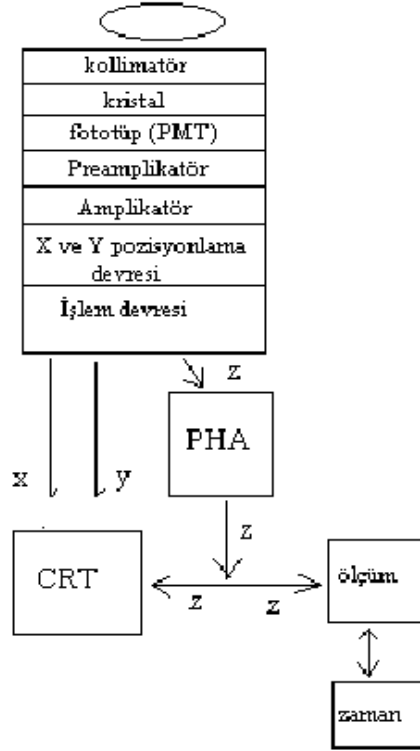 kollimatör
kristal
fototüp (PMT)
Preamplikatör
Amplikatör
X ve Y pozisyonlama
devresi
İşlem devresi
z
PHA
x
y
z
CRT
z
z
ölçüm
zaman